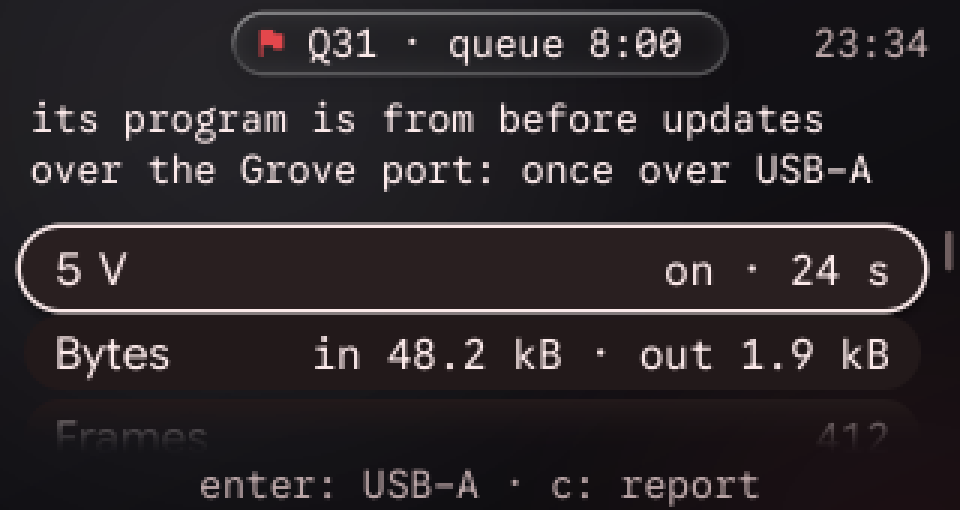 Q31 · queue 8:00
23:34
its program is from before updates
over the Grove port: once over USB-A
5 V on · 24 s
Bytes in 48.2 kB · out 1.9 kB
Frames 412
enter: USB-A · c: report